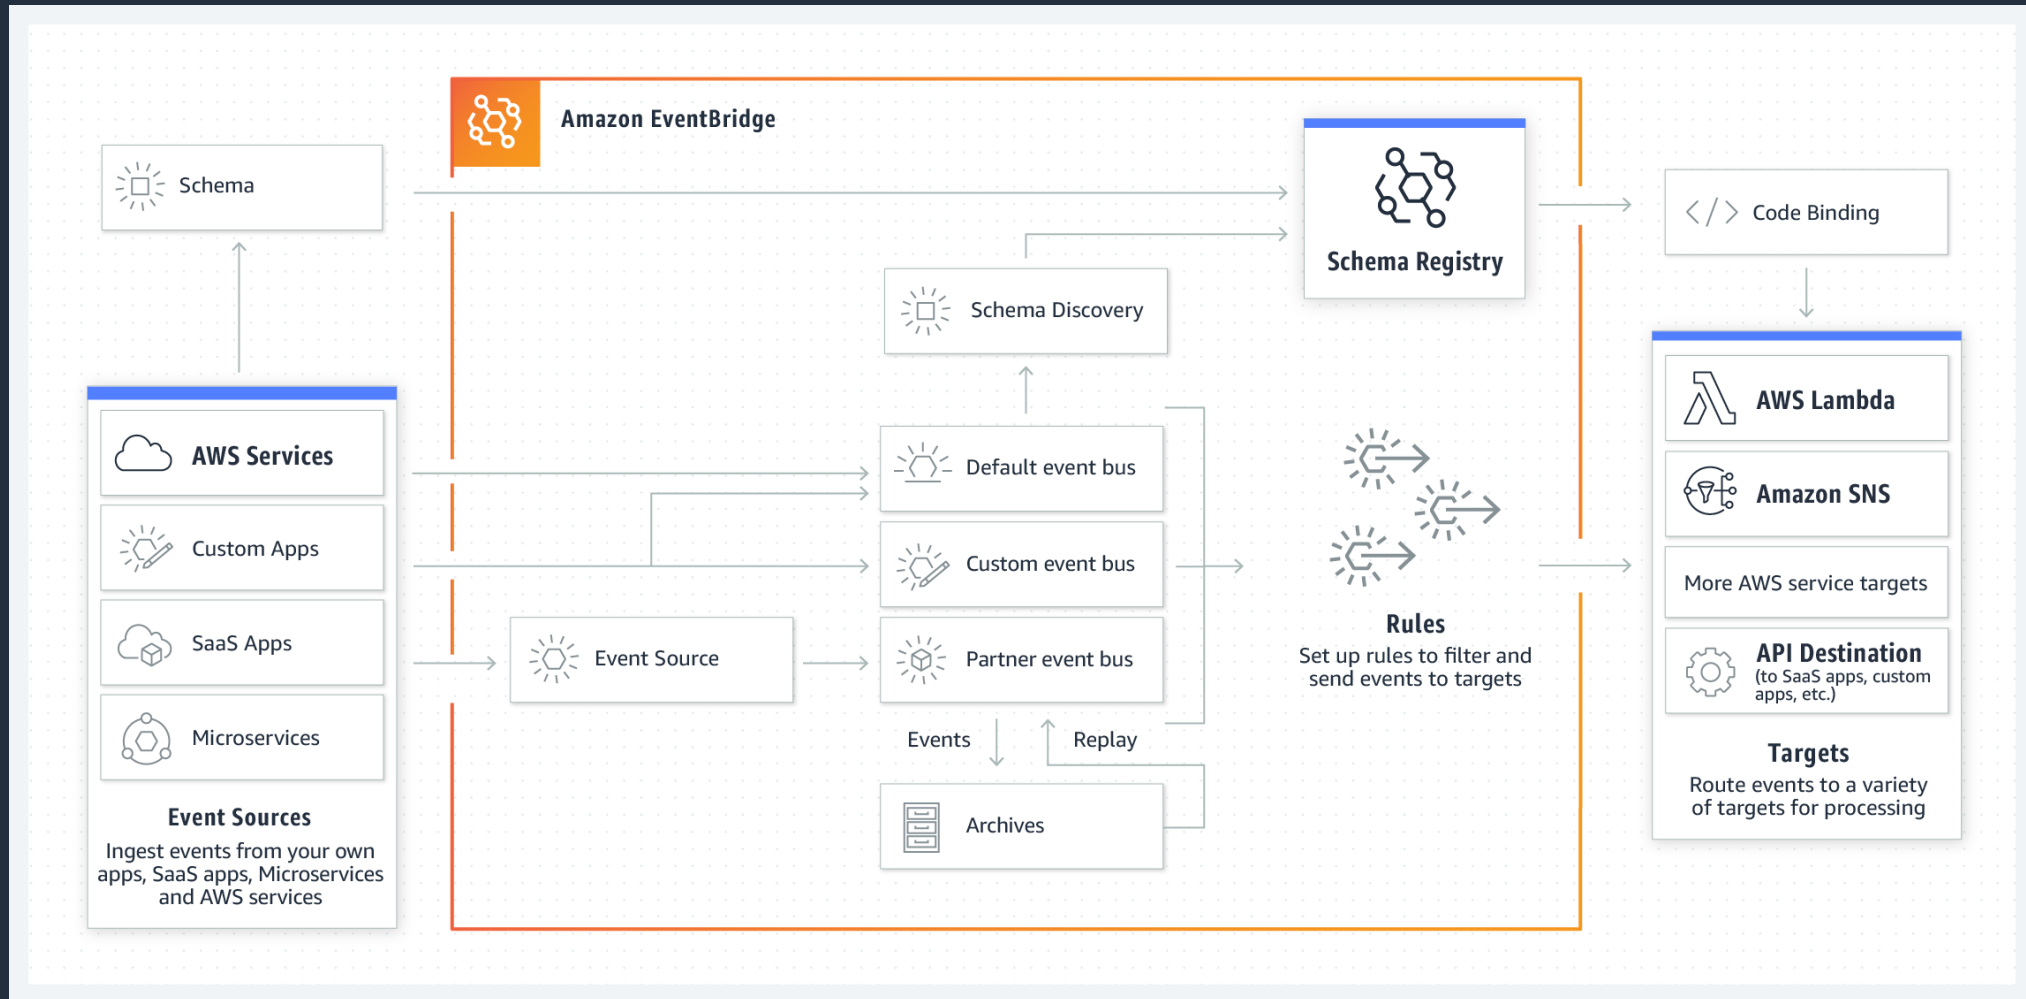 Amazon EventBridge
Schema
Schema Registry
Code Binding
Schema Discovery
AWS Services
Custom Apps
SaaS Apps
Microservices
Event Sources
Ingest events from your own
apps, SaaS apps, Microservices
and AWS services
Event Source
Default event bus
Custom event bus
Partner event bus
Events
Replay
Archives
Rules
Set up rules to filter and
send events to targets
AWS Lambda
Amazon SNS
More AWS service targets
API Destination
(to SaaS apps, custom
apps, etc.)
Targets
Route events to a variety
of targets for processing